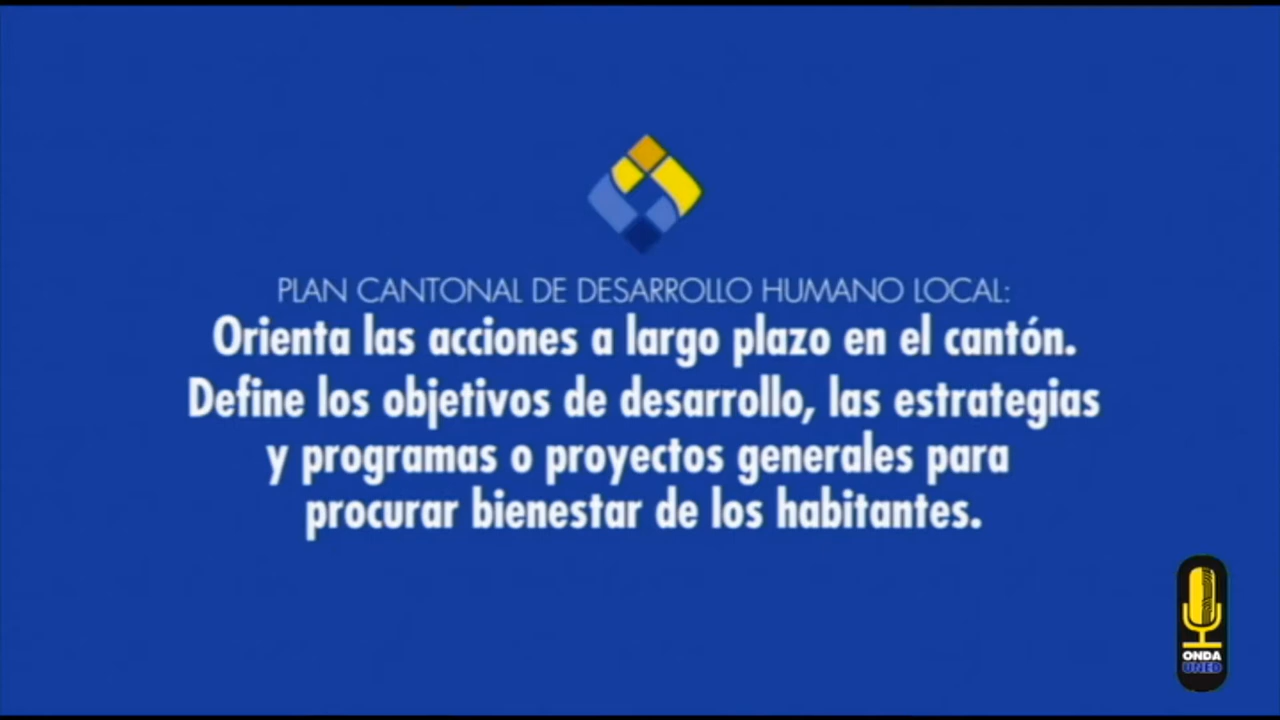 PLAN CANTONAL DE DESARROLLO HUMANO LOCAL:
Orienta las acciones a largo plazo en el cantón.
Define los objetivos de desarrollo, las estrategias
y programas o proyectos generales para
procurar bienestar de los habitantes.
ONDA
UNED